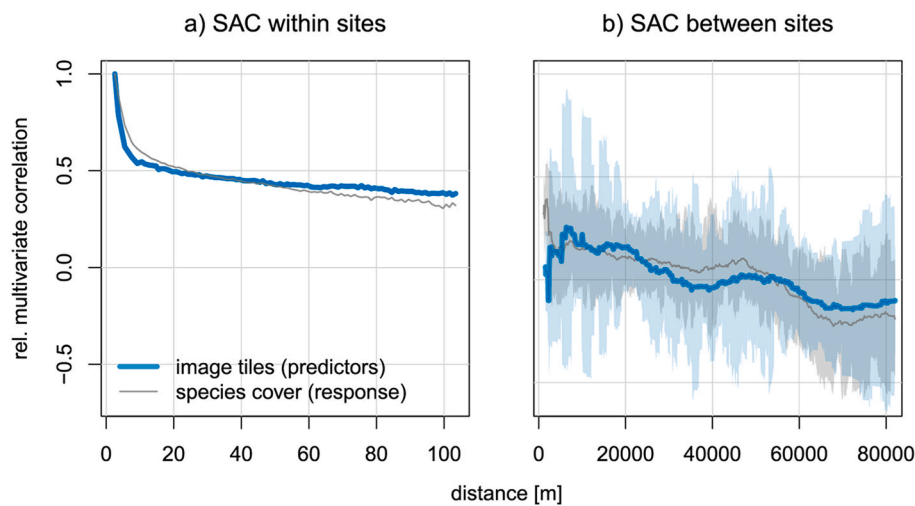 a) SAC within sites
b) SAC between sites
rel. multivariate correlation
1.0
0.5
0.0
−0.5
image tiles (predictors)
species cover (response)
0 20 40 60 80 100
0 20000 40000 60000 80000
distance [m]